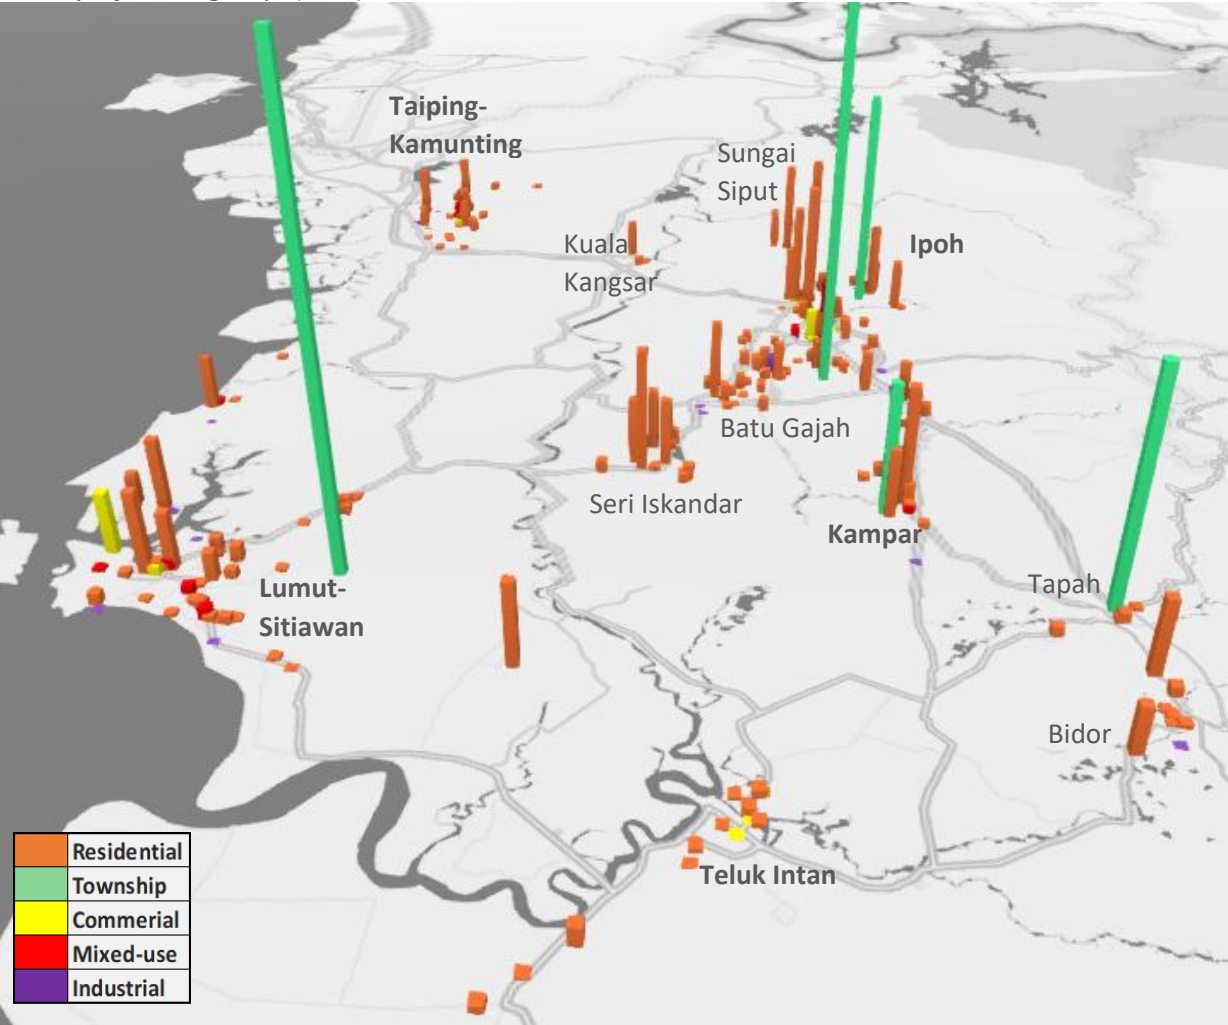 Taiping-
Kamunting
Sungai
Siput
Kuala
Kangsar
Ipoh
Batu Gajah
Seri Iskandar
Kampar
Tapah
Lumut-
Sitiawan
Bidor
Teluk Intan
Residential
Township
Commerial
Mixed-use
Industrial